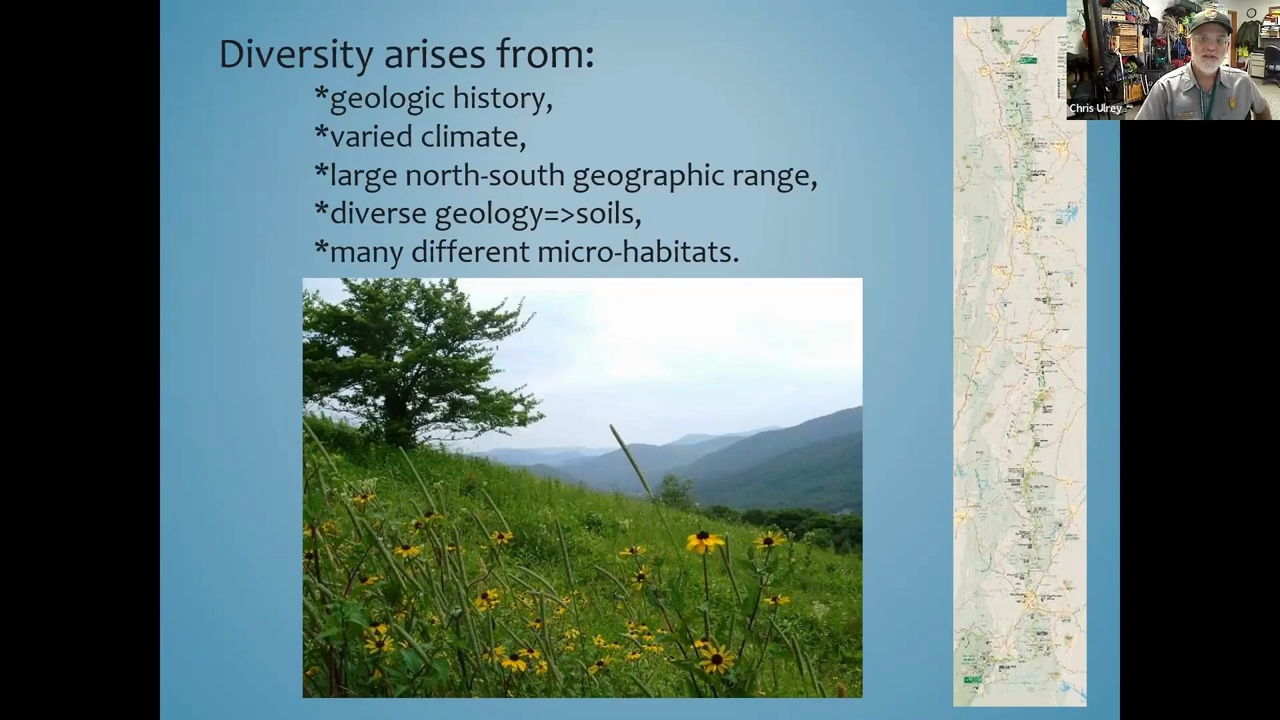 Diversity arises from:
*geologic history,
*varied climate,
*large north-south geographic range,
*diverse geology=>soils,
*many different micro-habitats.
Chris Ulrey